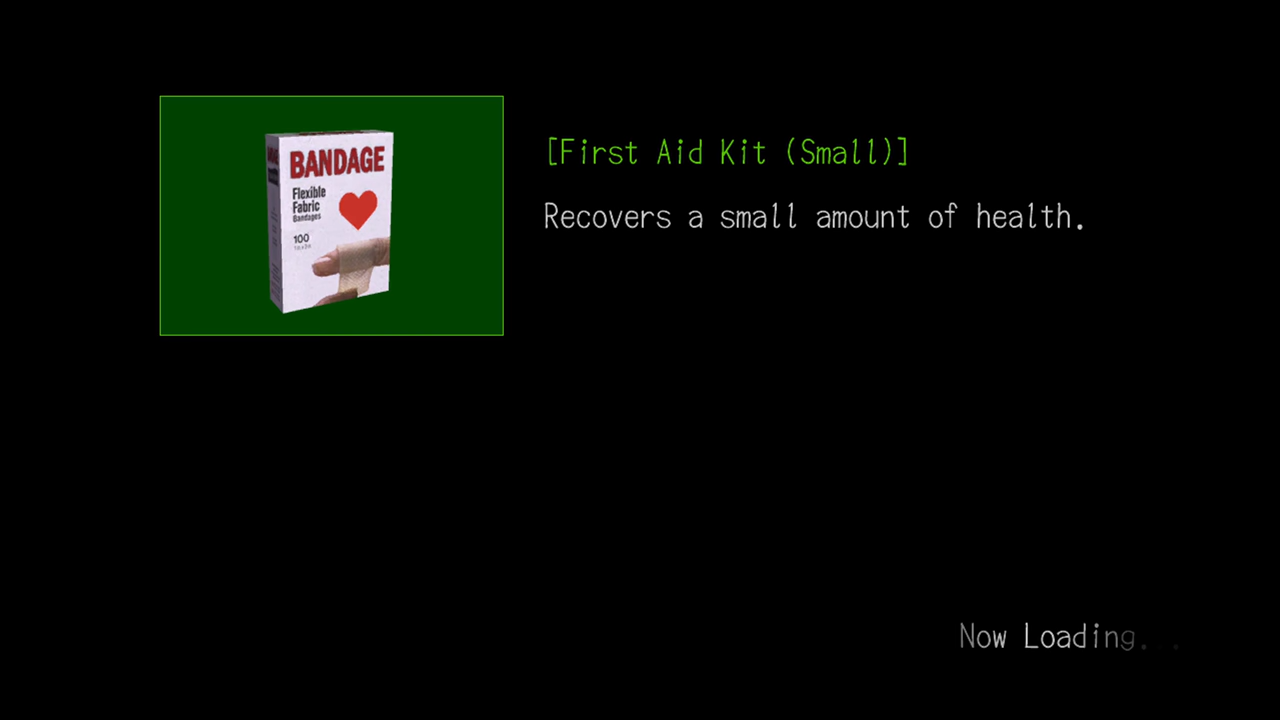 BANDAGE
Flexible
Fabric
Bandages
100
[First Aid Kit (Small)]
Recovers a small amount of health.
Now Loading...